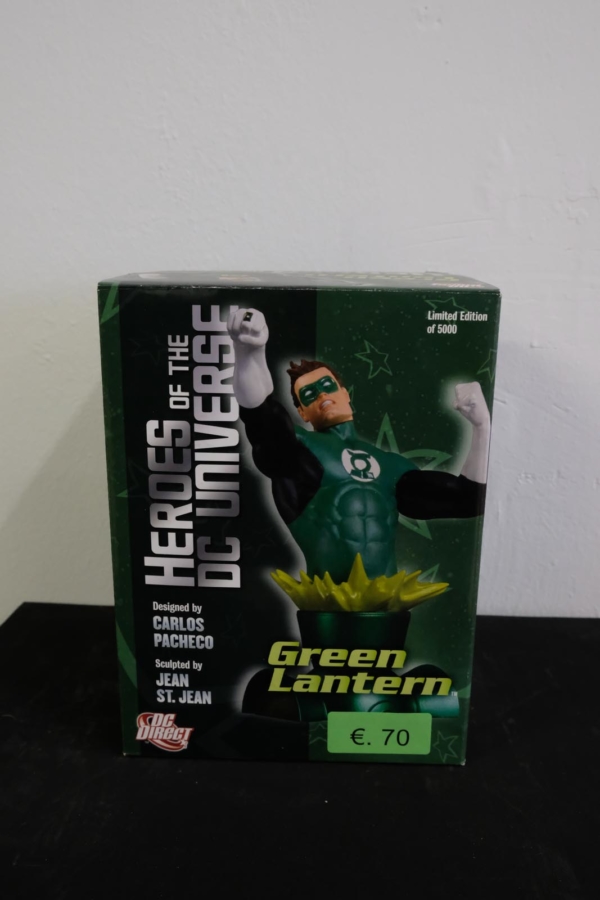 HEROES OF THE
DC UNIVERSE
Limited Edition
of 5000
Designed by
CARLOS
PACHECO
Sculpted by
JEAN
ST. JEAN
Green
Lantern™
DC
DIRECT
€. 70